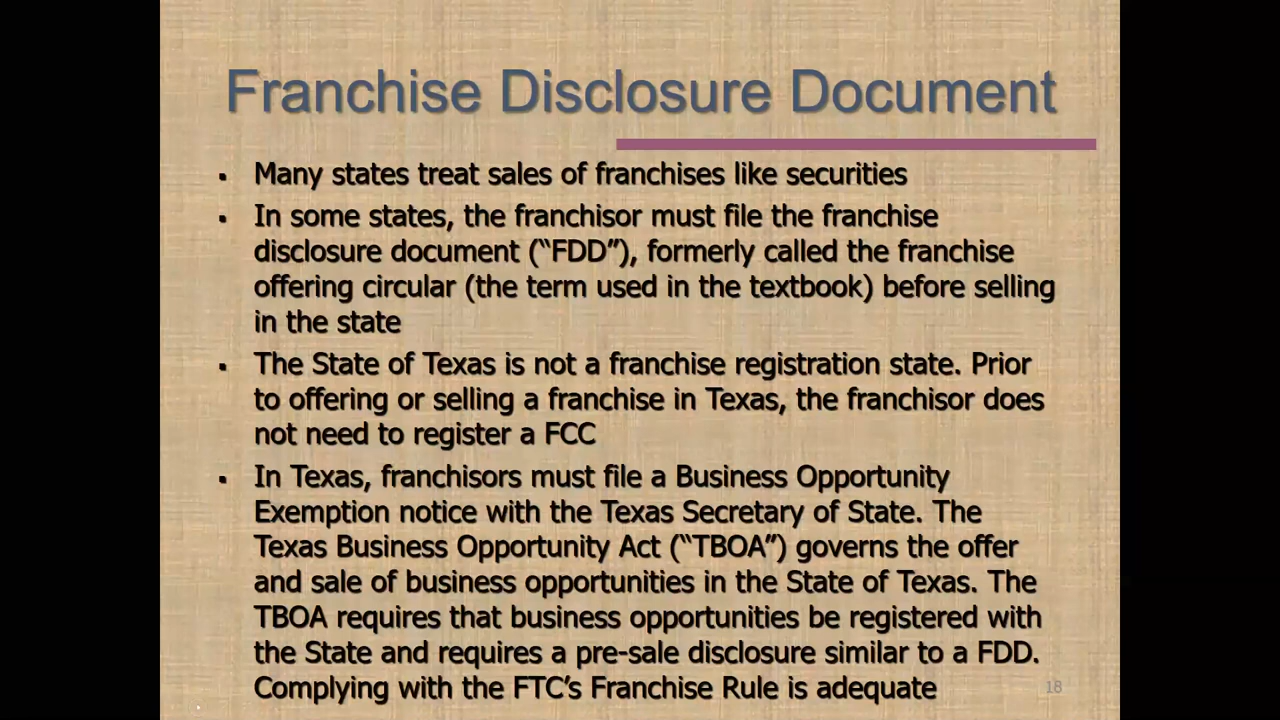 Franchise Disclosure Document
▪ Many states treat sales of franchises like securities
▪ In some states, the franchisor must file the franchise
disclosure document (“FDD”), formerly called the franchise
offering circular (the term used in the textbook) before selling
in the state
▪ The State of Texas is not a franchise registration state. Prior
to offering or selling a franchise in Texas, the franchisor does
not need to register a FCC
▪ In Texas, franchisors must file a Business Opportunity
Exemption notice with the Texas Secretary of State. The
Texas Business Opportunity Act (“TBOA”) governs the offer
and sale of business opportunities in the State of Texas. The
TBOA requires that business opportunities be registered with
the State and requires a pre-sale disclosure similar to a FDD.
Complying with the FTC’s Franchise Rule is adequate
18